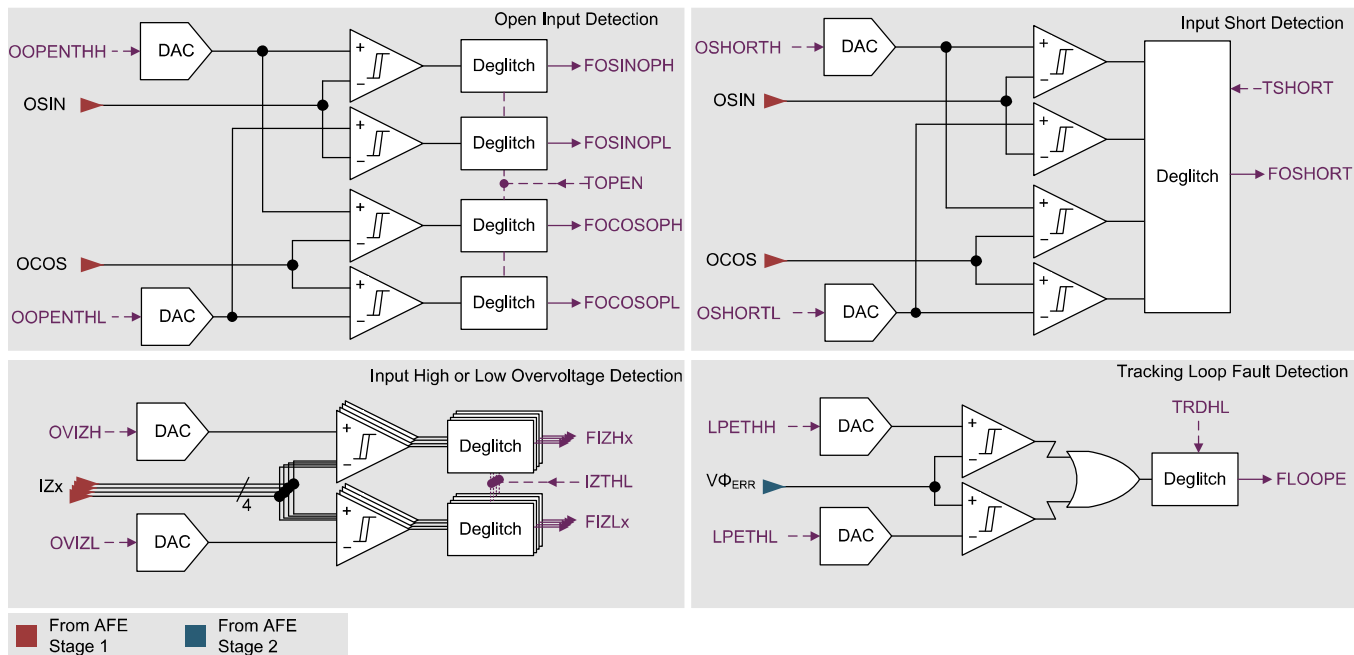 Open Input Detection
OOPENTHH
DAC
OSIN
OCOS
OOPENTHL
DAC
+
−
+
−
+
−
+
−
Deglitch
Deglitch
Deglitch
Deglitch
FOSINOPH
FOSINOPL
TOPEN
FOCOSOPH
FOCOSOPL
Input Short Detection
OSHORTH
DAC
OSIN
OCOS
OSHORTL
DAC
+
−
+
−
+
−
+
−
Deglitch
TSHORT
FOSHORT
Input High or Low Overvoltage Detection
OVIZH
DAC
IZx
4
OVIZL
DAC
+
−
+
−
Deglitch
Deglitch
FIZHx
IZTHL
FIZLx
Tracking Loop Fault Detection
LPETHH
DAC
VΦERR
LPETHL
DAC
+
−
+
−
TRDHL
Deglitch
FLOOPE
From AFE
Stage 1
From AFE
Stage 2